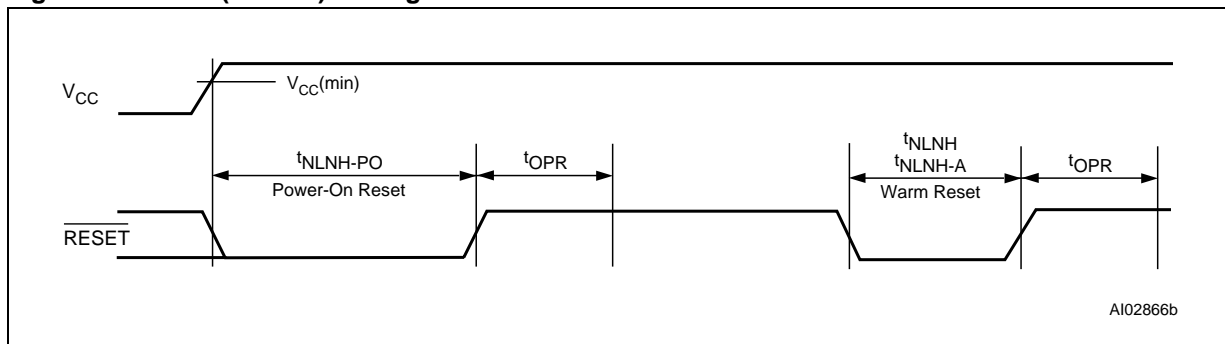 VCC
VCC(min)
tNLNH-PO
Power-On Reset
tOPR
tNLNH
tNLNH-A
Warm Reset
tOPR
RESET
AI02866b